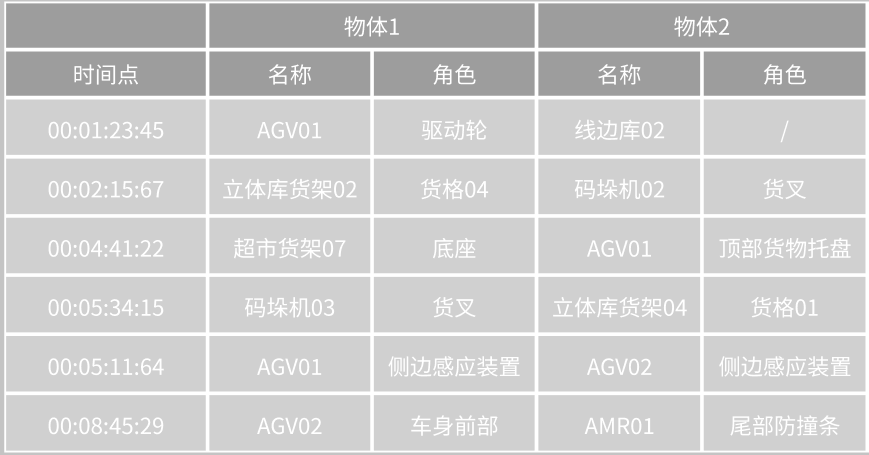 物体1 物体2
时间点 名称 角色 名称 角色
00:01:23:45 AGV01 驱动轮 线边库02 /
00:02:15:67 立体库货架02 货格04 码垛机02 货叉
00:04:41:22 超市货架07 底座 AGV01 顶部货物托盘
00:05:34:15 码垛机03 货叉 立体库货架04 货格01
00:05:11:64 AGV01 侧边感应装置 AGV02 侧边感应装置
00:08:45:29 AGV02 车身前部 AMR01 尾部防撞条